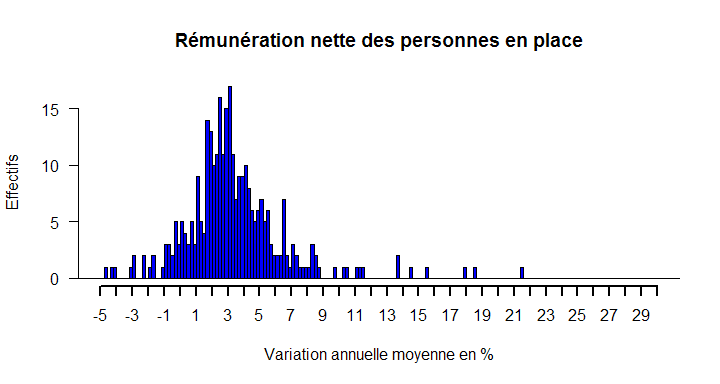 Rémunération nette des personnes en place
Effectifs
15
10
5
0
-5 -3 -1 1 3 5 7 9 11 13 15 17 19 21 23 25 27 29
Variation annuelle moyenne en %